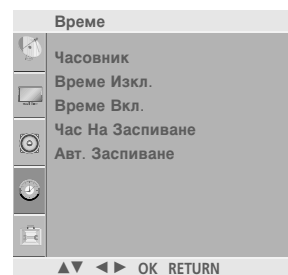 Време
Часовник
Време Изкл.
Време Вкл.
Час На Заспиване
Авт. Заспиване
▲▼ ◄► OK RETURN